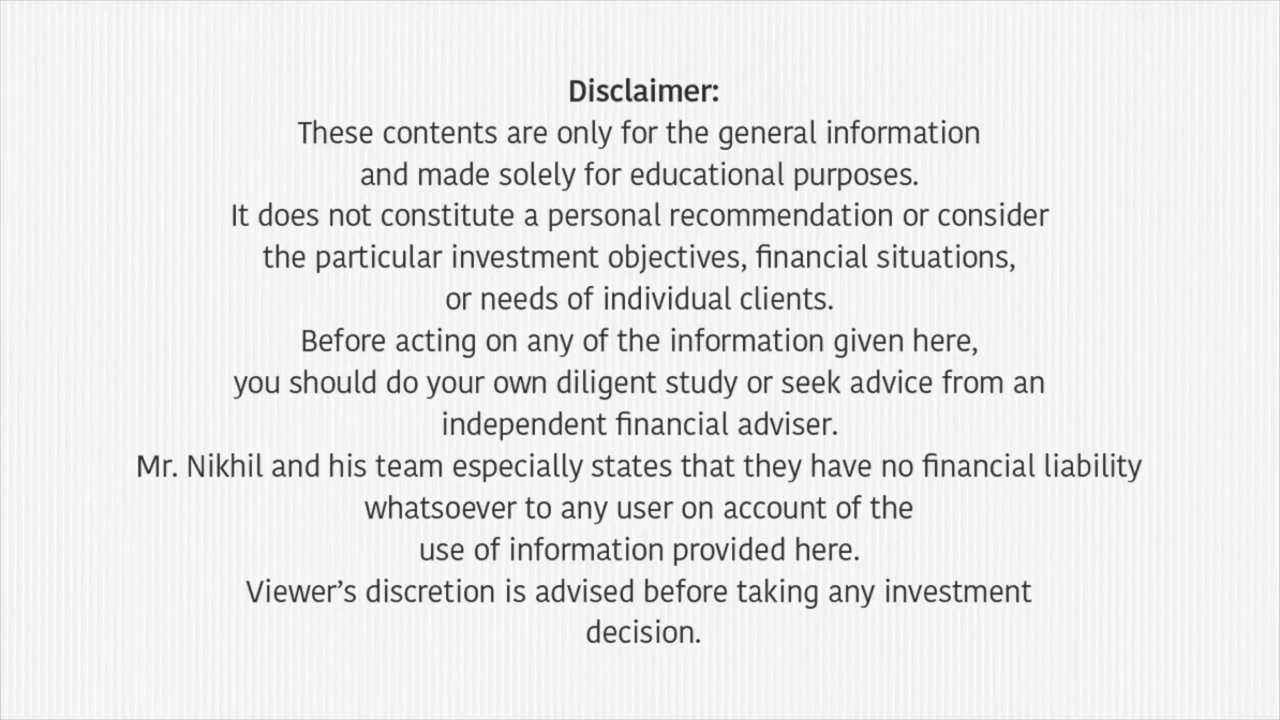 Disclaimer:
These contents are only for the general information
and made solely for educational purposes.
It does not constitute a personal recommendation or consider
the particular investment objectives, financial situations,
or needs of individual clients.
Before acting on any of the information given here,
you should do your own diligent study or seek advice from an
independent financial adviser.
Mr. Nikhil and his team especially states that they have no financial liability
whatsoever to any user on account of the
use of information provided here.
Viewer’s discretion is advised before taking any investment
decision.